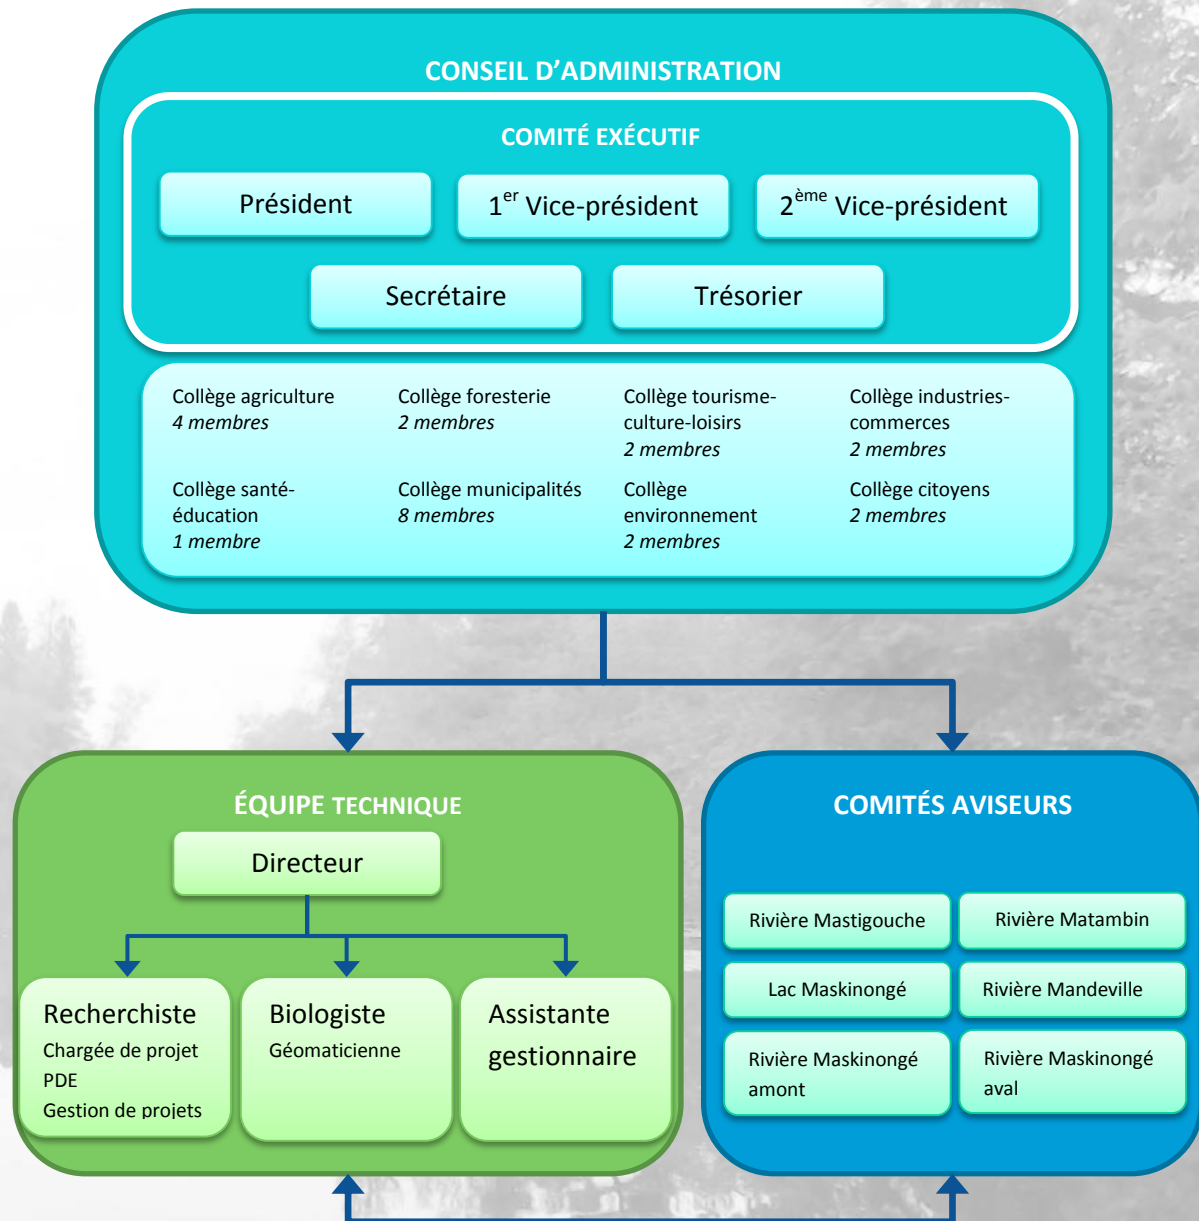 CONSEIL D’ADMINISTRATION
COMITÉ EXÉCUTIF
Président
1er Vice-président
2ème Vice-président
Secrétaire
Trésorier
Collège agriculture
4 membres
Collège foresterie
2 membres
Collège tourisme-
culture-loisirs
2 membres
Collège industries-
commerces
2 membres
Collège santé-
éducation
1 membre
Collège municipalités
8 membres
Collège
environnement
2 membres
Collège citoyens
2 membres
ÉQUIPE TECHNIQUE
Directeur
Recherchiste
Chargée de projet
PDE
Gestion de projets
Biologiste
Géomaticienne
Assistante
gestionnaire
COMITÉS AVISEURS
Rivière Mastigouche
Rivière Matambin
Lac Maskinongé
Rivière Mandeville
Rivière Maskinongé
amont
Rivière Maskinongé
aval